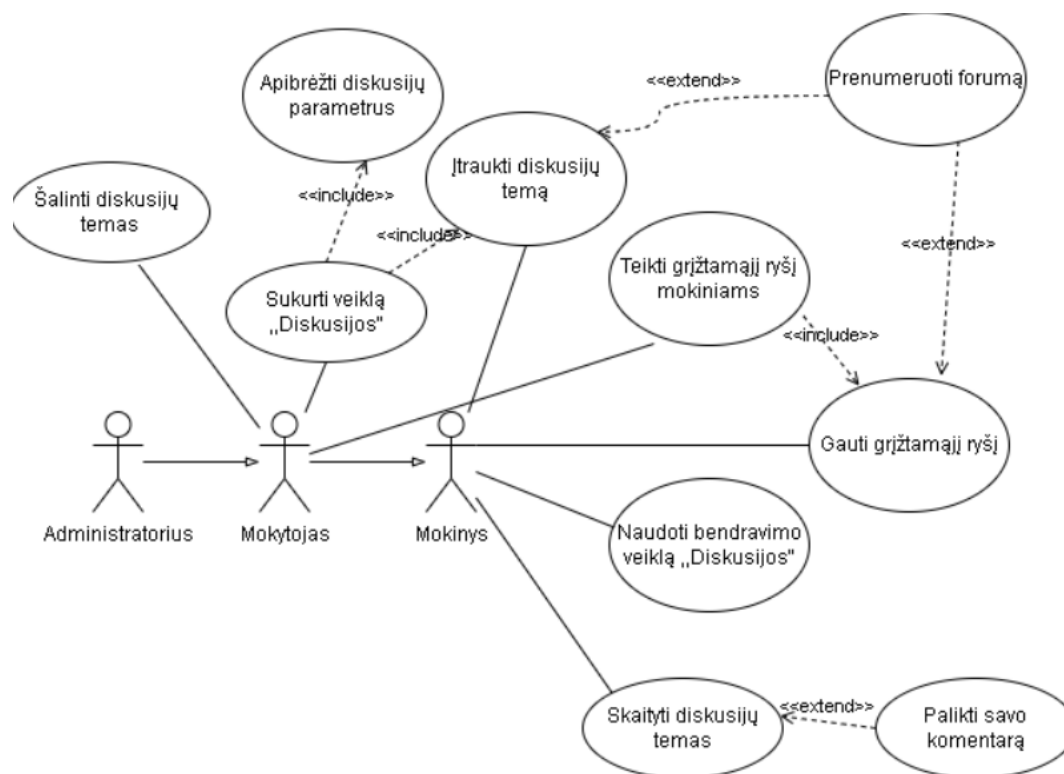 Apibrėžti diskusijų
parametrus
<<extend>>
Prenumeruoti forumą
Šalinti diskusijų
temas
<<include>>
Įtraukti diskusijų
temą
<<include>>
<<extend>>
Sukurti veiklą
,,Diskusijos"
Teikti grįžtamąjį ryšį
mokiniams
<<include>>
Gauti grįžtamąjį ryšį
Administratorius
Mokytojas
Mokinys
Naudoti bendravimo
veiklą ,,Diskusijos"
Skaityti diskusijų
temas
<<extend>>
Palikti savo
komentarą